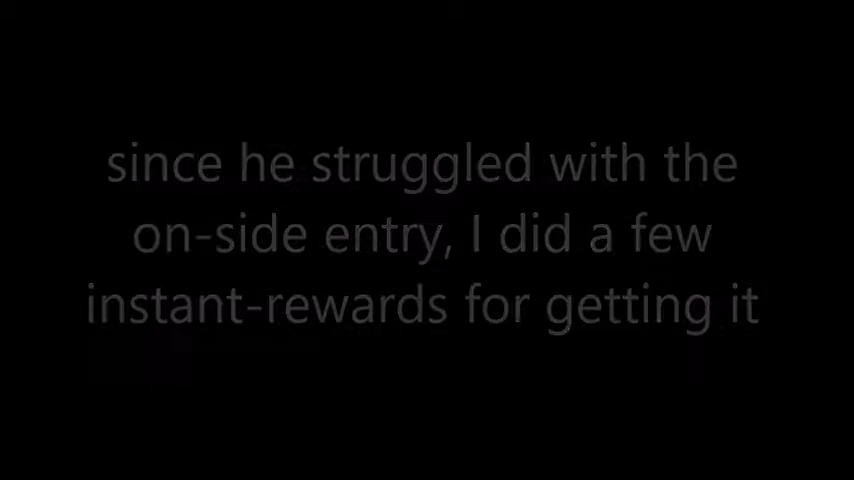 since he struggled with the
on-side entry, I did a few
instant-rewards for getting it